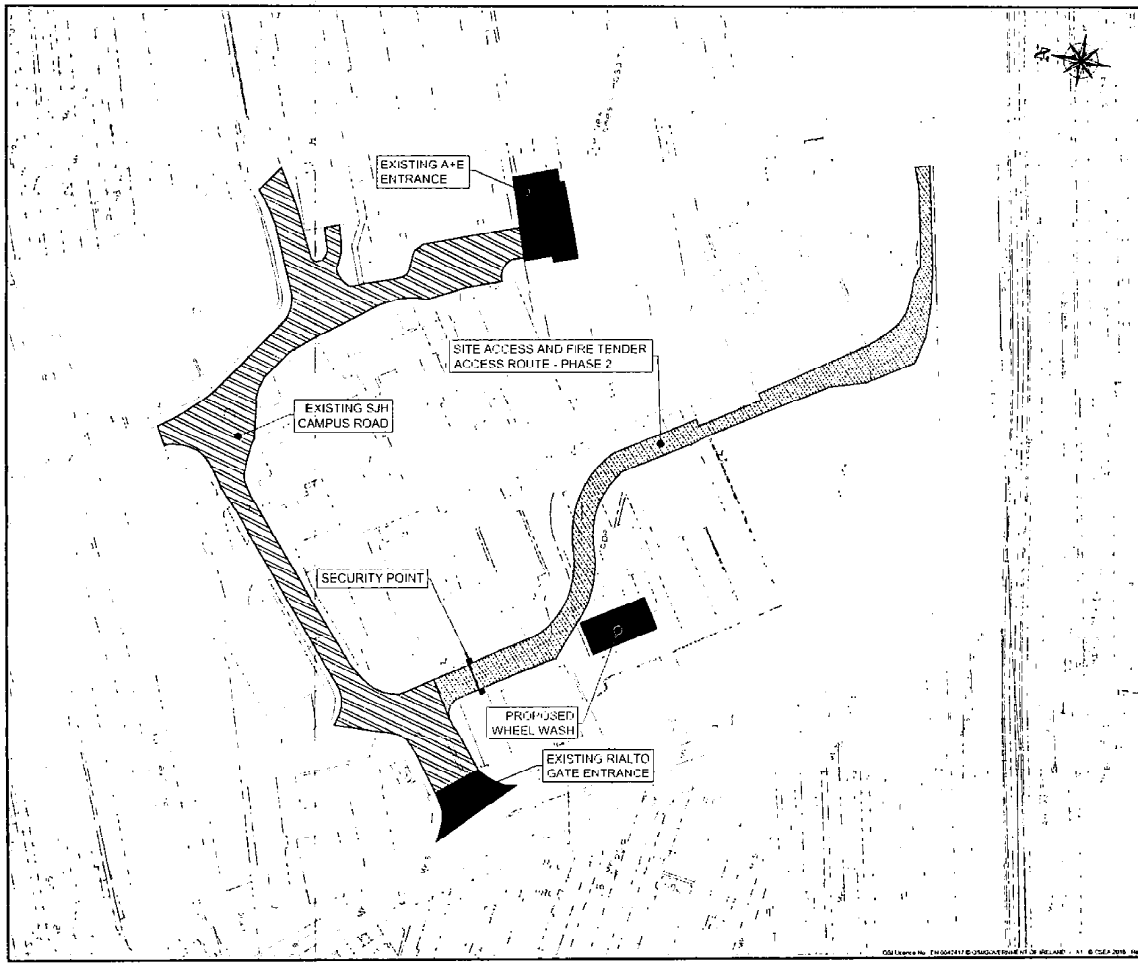 EXISTING A+E
ENTRANCE
SITE ACCESS AND FIRE TENDER
ACCESS ROUTE - PHASE 2
EXISTING SJH
CAMPUS ROAD
SECURITY POINT
PROPOSED
WHEEL WASH
EXISTING RIALTO
GATE ENTRANCE